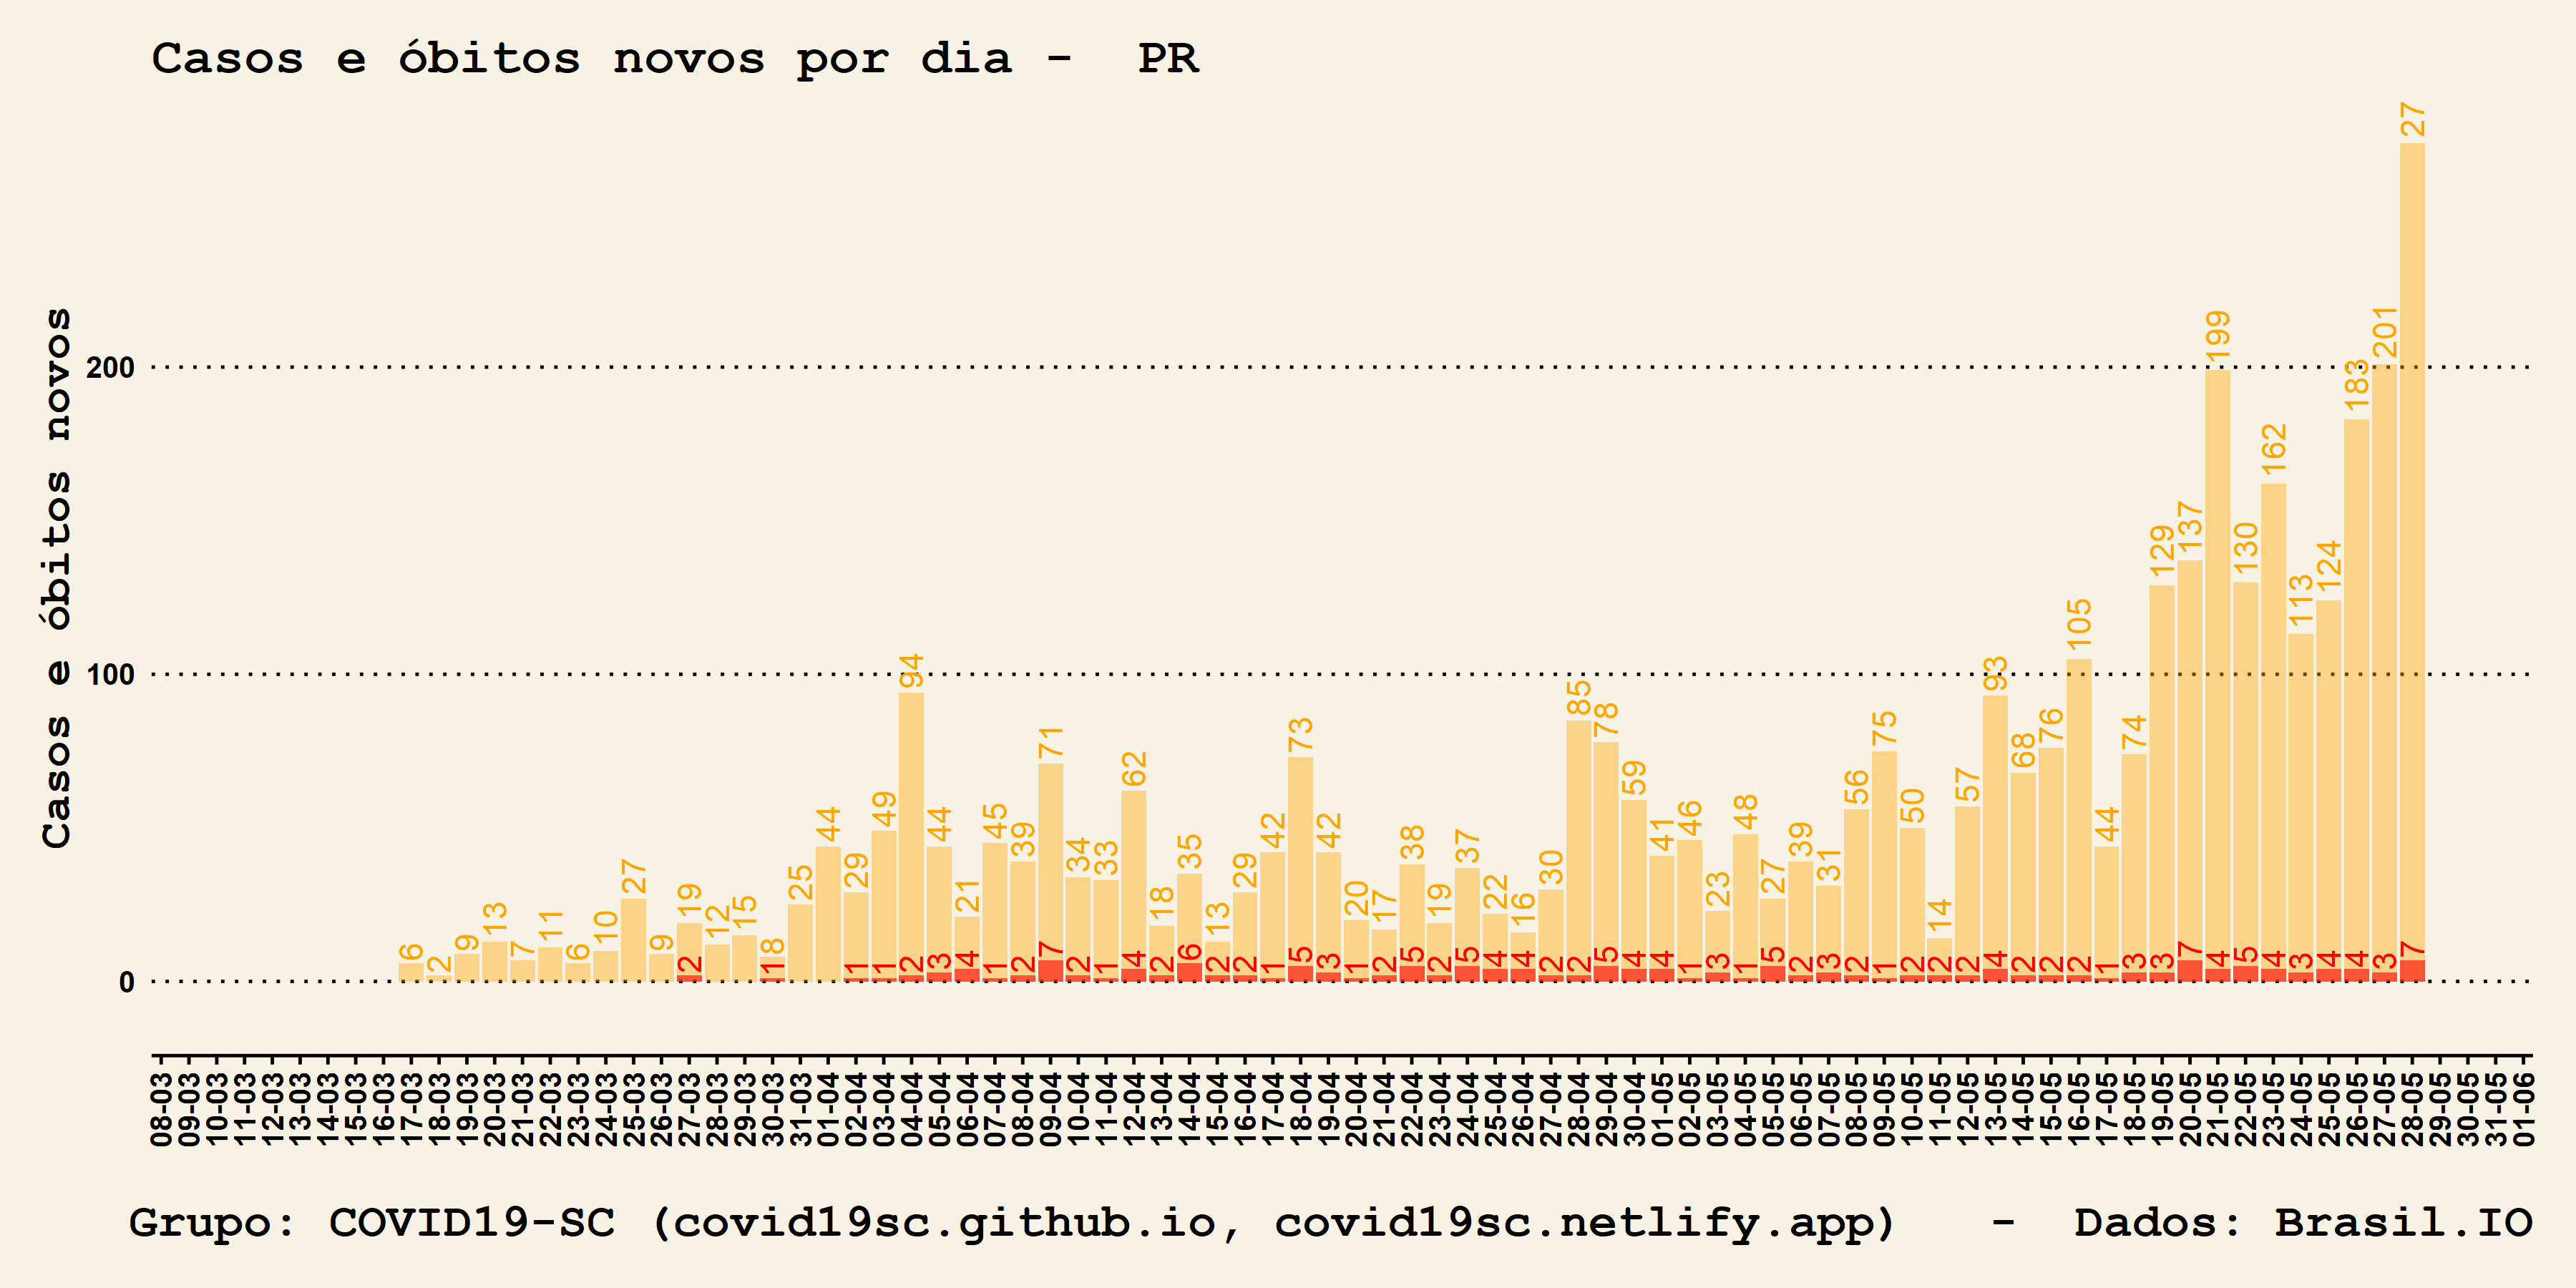 Casos e óbitos novos por dia -  PR
Casos e óbitos novos
200
100
0
6 2 9 13 7 11 6 10 27 9 19 12 15 8 25 44 29 49 94 44 21 45 39 71 34 33 62 18 35 13 29 42 73 42 20 17 38 19 37 22 16 30 85 78 59 41 46 23 48 27 39 31 56 75 50 14 57 93 68 76 105 44 74 129 137 199 130 162 113 124 183 201 27
2 1 1 1 2 3 4 1 2 7 2 1 4 2 6 2 2 1 5 3 1 2 5 2 5 4 4 2 2 5 4 4 1 3 1 5 2 3 2 1 2 2 2 4 2 2 2 1 3 3 7 4 5 4 3 4 4 3 7
08-03 09-03 10-03 11-03 12-03 13-03 14-03 15-03 16-03 17-03 18-03 19-03 20-03 21-03 22-03 23-03 24-03 25-03 26-03 27-03 28-03 29-03 30-03 31-03 01-04 02-04 03-04 04-04 05-04 06-04 07-04 08-04 09-04 10-04 11-04 12-04 13-04 14-04 15-04 16-04 17-04 18-04 19-04 20-04 21-04 22-04 23-04 24-04 25-04 26-04 27-04 28-04 29-04 30-04 01-05 02-05 03-05 04-05 05-05 06-05 07-05 08-05 09-05 10-05 11-05 12-05 13-05 14-05 15-05 16-05 17-05 18-05 19-05 20-05 21-05 22-05 23-05 24-05 25-05 26-05 27-05 28-05 29-05 30-05 31-05 01-06
Grupo: COVID19-SC (covid19sc.github.io, covid19sc.netlify.app)   -  Dados: Brasil.IO